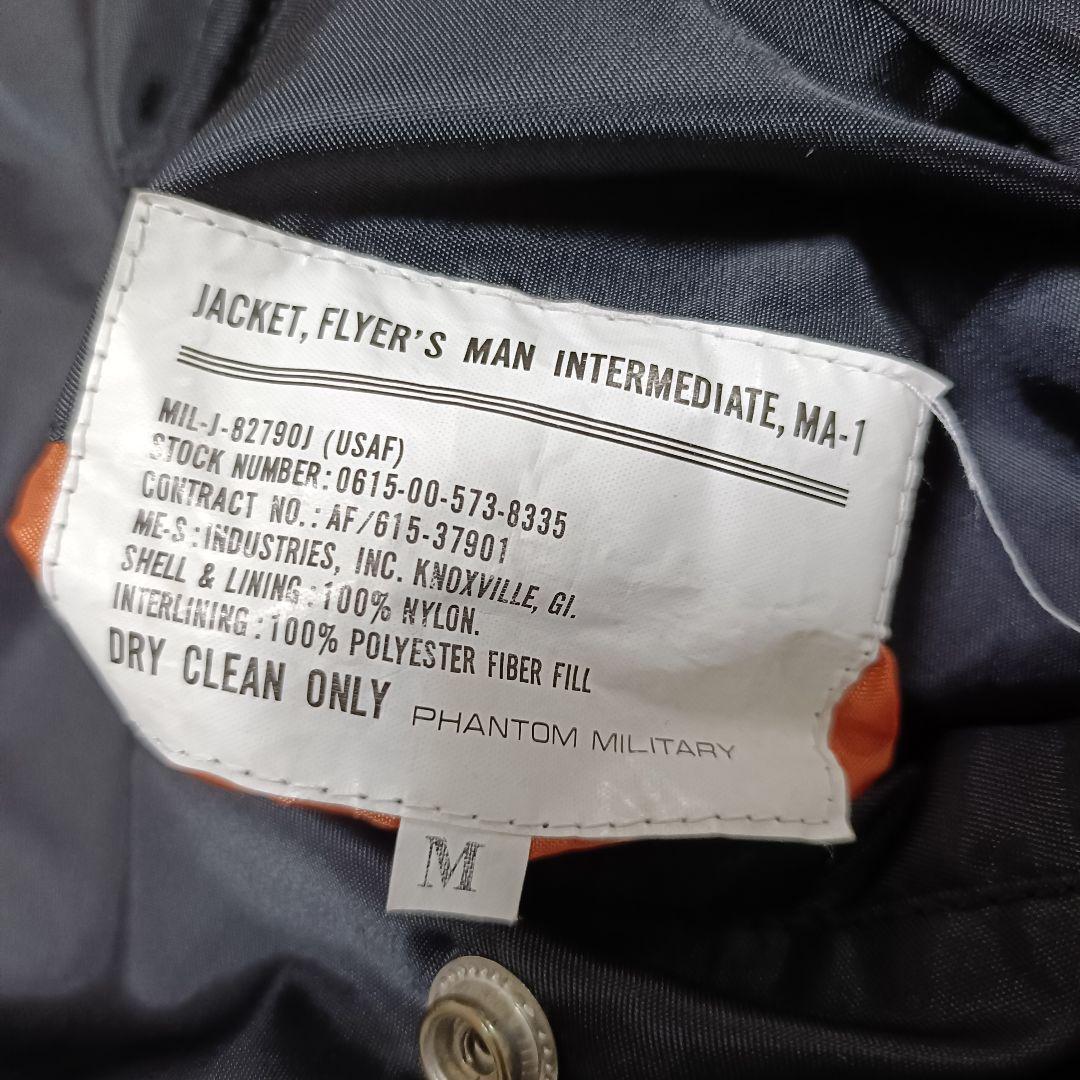 JACKET, FLYER'S MAN INTERMEDIATE, MA-1
MIL-J-82790J (USAF)
STOCK NUMBER: 0615-00-573-8335
CONTRACT NO.: AF/615-37901
ME-S: INDUSTRIES, INC. KNOXVILLE, GI.
SHELL & LINING: 100% NYLON.
INTERLINING: 100% POLYESTER FIBER FILL
DRY CLEAN ONLY PHANTOM MILITARY
M